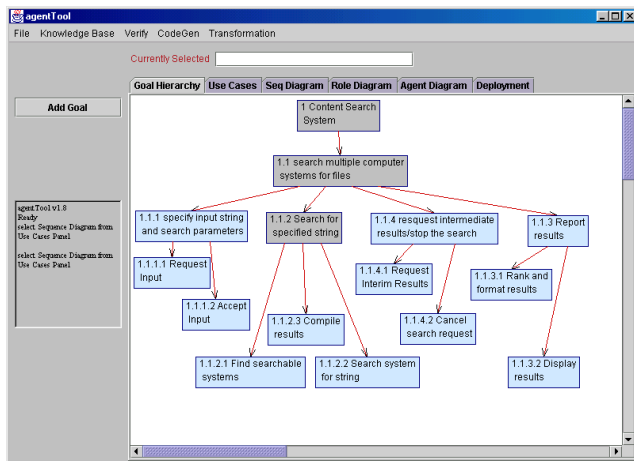 agentTool
File Knowledge Base Verify CodeGen Transformation
Currently Selected
Goal Hierarchy Use Cases Seq Diagram Role Diagram Agent Diagram Deployment
Add Goal
agentTool v1.8
Ready
select Sequence Diagram from
Use Cases Panel
select Sequence Diagram from
Use Cases Panel
1 Content Search
System
1.1 search multiple computer
systems for files
1.1.1 specify input string
and search parameters
1.1.2 Search for
specified string
1.1.4 resquest intermediate
results/stop the search
1.1.3 Report
results
1.1.1.1 Request
Input
1.1.4.1 Request
Interim Results
1.1.3.1 Rank and
format results
1.1.1.2 Accept
Input
1.1.2.3 Compile
results
1.1.4.2 Cancel
search request
1.1.2.1 Find searchable
systems
1.1.2.2 Search system
for string
1.1.3.2 Display
results